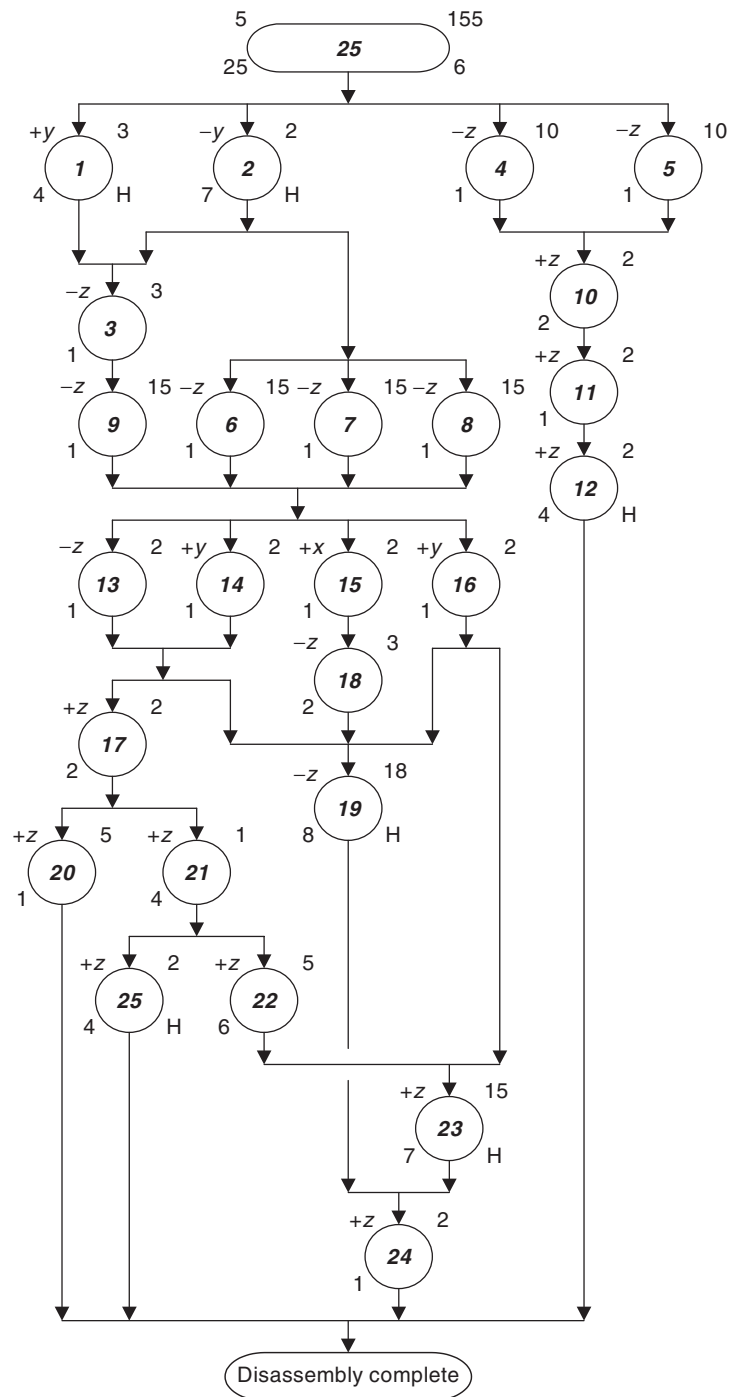 5 155
25
25 6
+y 3 −y 2 −z 10 −z 10
1 2 4 5
4 H 7 H 1 1
+z 2
−z 3 10
3 2
1 +z 2
−z 15 −z 15 −z 15 −z 15 11
9 6 7 8 1
1 1 1 1 +z 2
12
4 H
−z 2 +y 2 +x 2 +y 2
13 14 15 16
1 1 1 1
−z 3
18
+z 2 2
17
2 −z 18
19
+z 5 +z 1 8 H
20 21
1 4
+z 2 +z 5
25 22
4 H 6
+z 15
23
7 H
+z 2
24
1
Disassembly complete